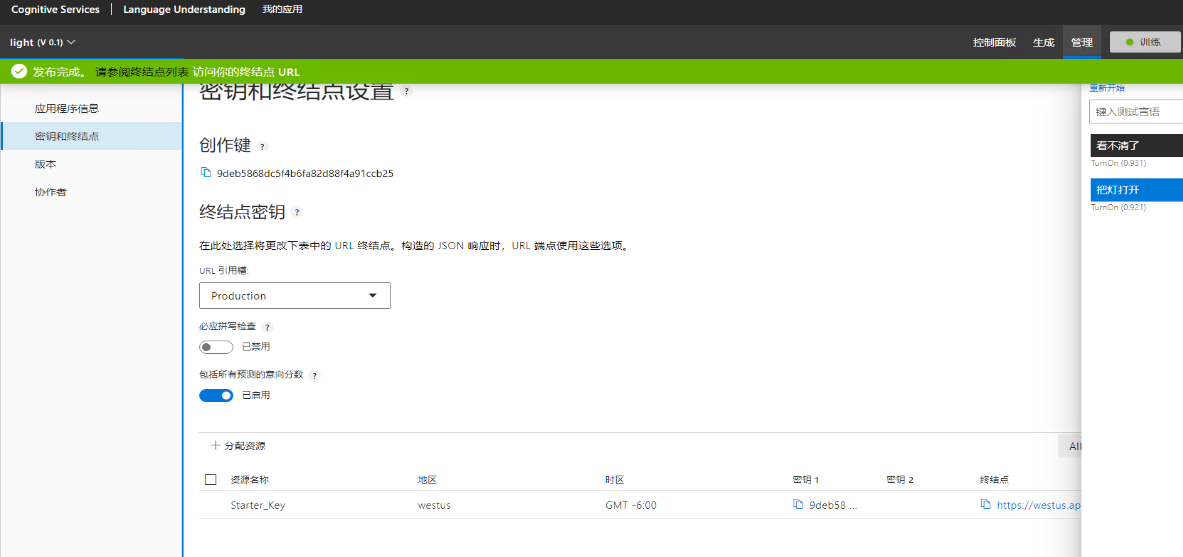 Cognitive Services | Language Understanding 我的应用
light (V 0.1) 控制面板 生成 管理 训练
发布完成。 请参阅终结点列表 访问你的终结点 URL
密钥和终结点设置 ?
重新开始
应用程序信息
键入测试言语
密钥和终结点
创作键 ?
看不清了
版本
TurnOn (0.931)
9deb5868dc5f4b6fa82d88f4a91ccb25
协作者
把灯打开
TurnOn (0.921)
终结点密钥 ?
在此处选择将更改下表中的 URL 终结点。构造的 JSON 响应时，URL 端点使用这些选项。
URL 引用槽:
Production
必应拼写检查 ?
已禁用
包括所有预测的意向分数 ?
已启用
+ 分配资源 All
资源名称 地区 时区 密钥 1 密钥 2 终结点
Starter_Key westus GMT -6:00 9deb58 ... https://westus.ap